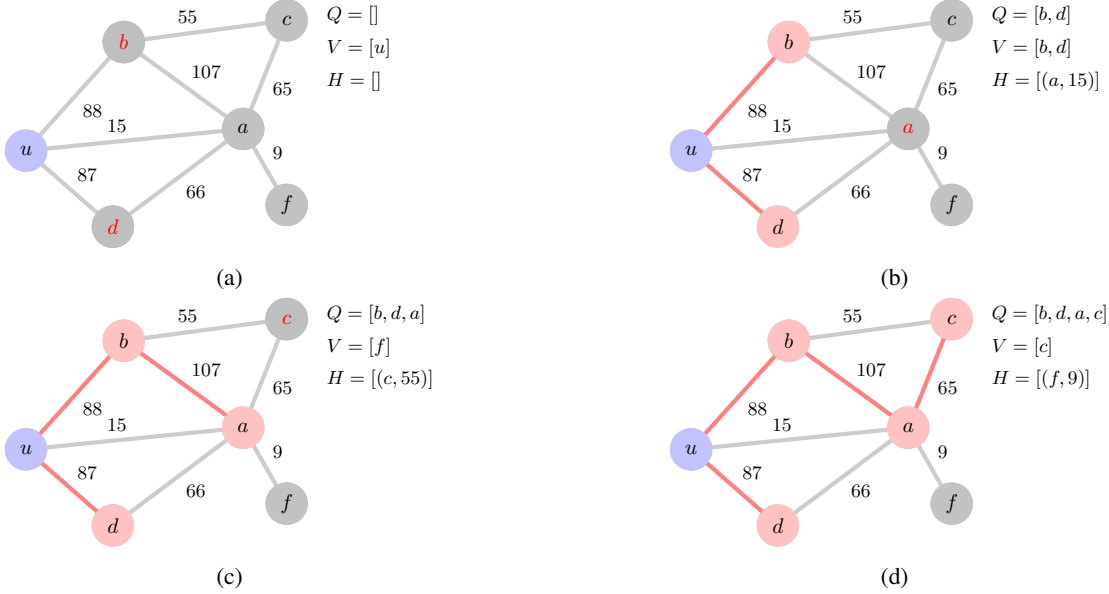 55
c
Q = []
b
V = [u]
107
H = []
65
88
15
a
u
9
87
66
f
d
(a)
55
c
Q = [b, d]
b
V = [b, d]
107
H = [(a, 15)]
65
88
15
a
u
9
87
66
f
d
(b)
55
c
Q = [b, d, a]
b
V = [f]
107
H = [(c, 55)]
65
88
15
a
u
9
87
66
f
d
(c)
55
c
Q = [b, d, a, c]
b
V = [c]
107
H = [(f, 9)]
65
88
15
a
u
9
87
66
f
d
(d)